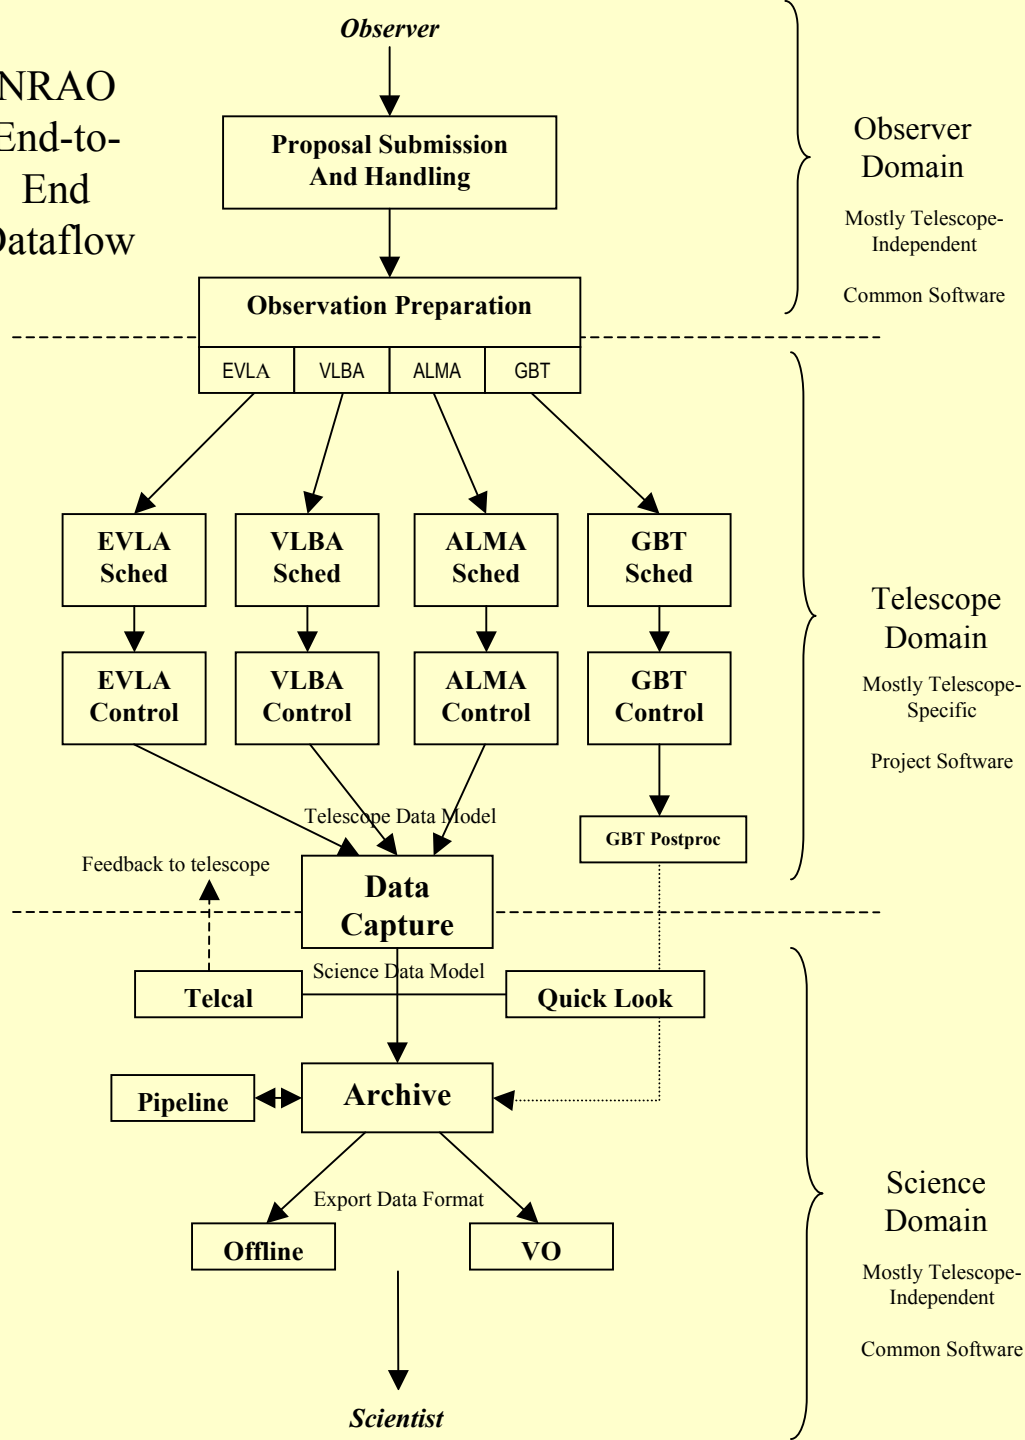 Observer
NRAO
End-to-
End
Dataflow
Proposal Submission
And Handling
Observer
Domain
Mostly Telescope-
Independent
Common Software
Observation Preparation
EVLA
VLBA
ALMA
GBT
EVLA
Sched
VLBA
Sched
ALMA
Sched
GBT
Sched
EVLA
Control
VLBA
Control
ALMA
Control
GBT
Control
Telescope
Domain
Mostly Telescope-
Specific
Project Software
Telescope Data Model
GBT Postproc
Feedback to telescope
Data
Capture
Science Data Model
Telcal
Quick Look
Pipeline
Archive
Export Data Format
Offline
VO
Science
Domain
Mostly Telescope-
Independent
Common Software
Scientist